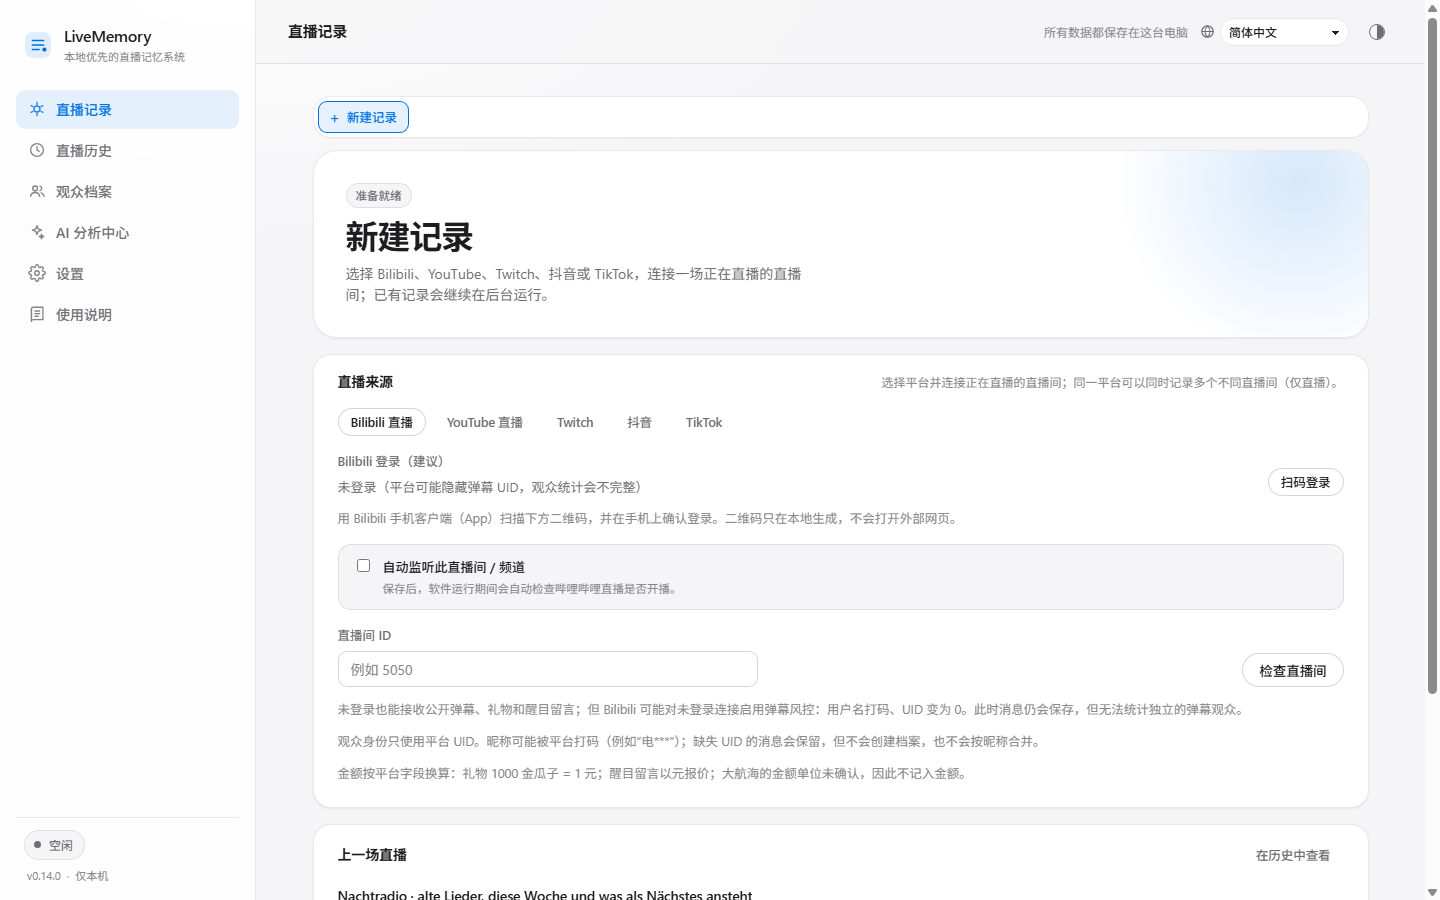 LiveMemory
本地优先的直播记忆系统
直播记录
直播历史
观众档案
AI 分析中心
设置
使用说明
空闲
v0.14.0 · 仅本机
直播记录
所有数据都保存在这台电脑
简体中文
+ 新建记录
准备就绪
新建记录
选择 Bilibili、YouTube、Twitch、抖音或 TikTok，连接一场正在直播的直播
间；已有记录会继续在后台运行。
直播来源
选择平台并连接正在直播的直播间；同一平台可以同时记录多个不同直播间（仅直播）。
Bilibili 直播
YouTube 直播
Twitch
抖音
TikTok
Bilibili 登录（建议）
未登录（平台可能隐藏弹幕 UID，观众统计会不完整）
扫码登录
用 Bilibili 手机客户端（App）扫描下方二维码，并在手机上确认登录。二维码只在本地生成，不会打开外部网页。
自动监听此直播间 / 频道
保存后，软件运行期间会自动检查哔哩哔哩直播是否开播。
直播间 ID
例如 5050
检查直播间
未登录也能接收公开弹幕、礼物和醒目留言；但 Bilibili 可能对未登录连接启用弹幕风控：用户名打码、UID 变为 0。此时消息仍会保存，但无法统计独立的弹幕观众。
观众身份只使用平台 UID。昵称可能被平台打码（例如“电***”）；缺失 UID 的消息会保留，但不会创建档案，也不会按昵称合并。
金额按平台字段换算：礼物 1000 金瓜子 = 1 元；醒目留言以元报价；大航海的金额单位未确认，因此不记入金额。
上一场直播
在历史中查看
Nachtradio · alte Lieder, diese Woche und was als Nächstes ansteht